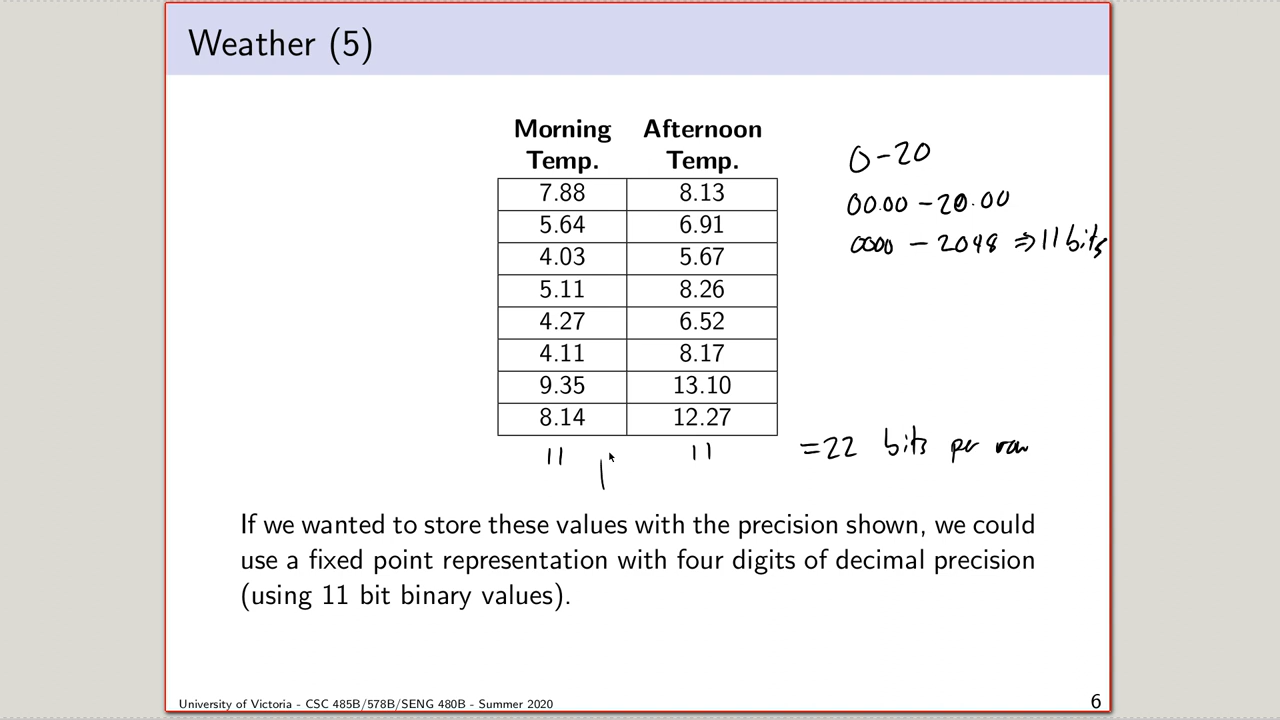 Weather (5)
Morning Temp. Afternoon Temp.
7.88 8.13
5.64 6.91
4.03 5.67
5.11 8.26
4.27 6.52
4.11 8.17
9.35 13.10
8.14 12.27
0-20
00.00 - 20.00
0000 - 2048 ⇒ 11 bits
11 11 = 22 bits per row
If we wanted to store these values with the precision shown, we could
use a fixed point representation with four digits of decimal precision
(using 11 bit binary values).
University of Victoria - CSC 485B/578B/SENG 480B - Summer 2020 6